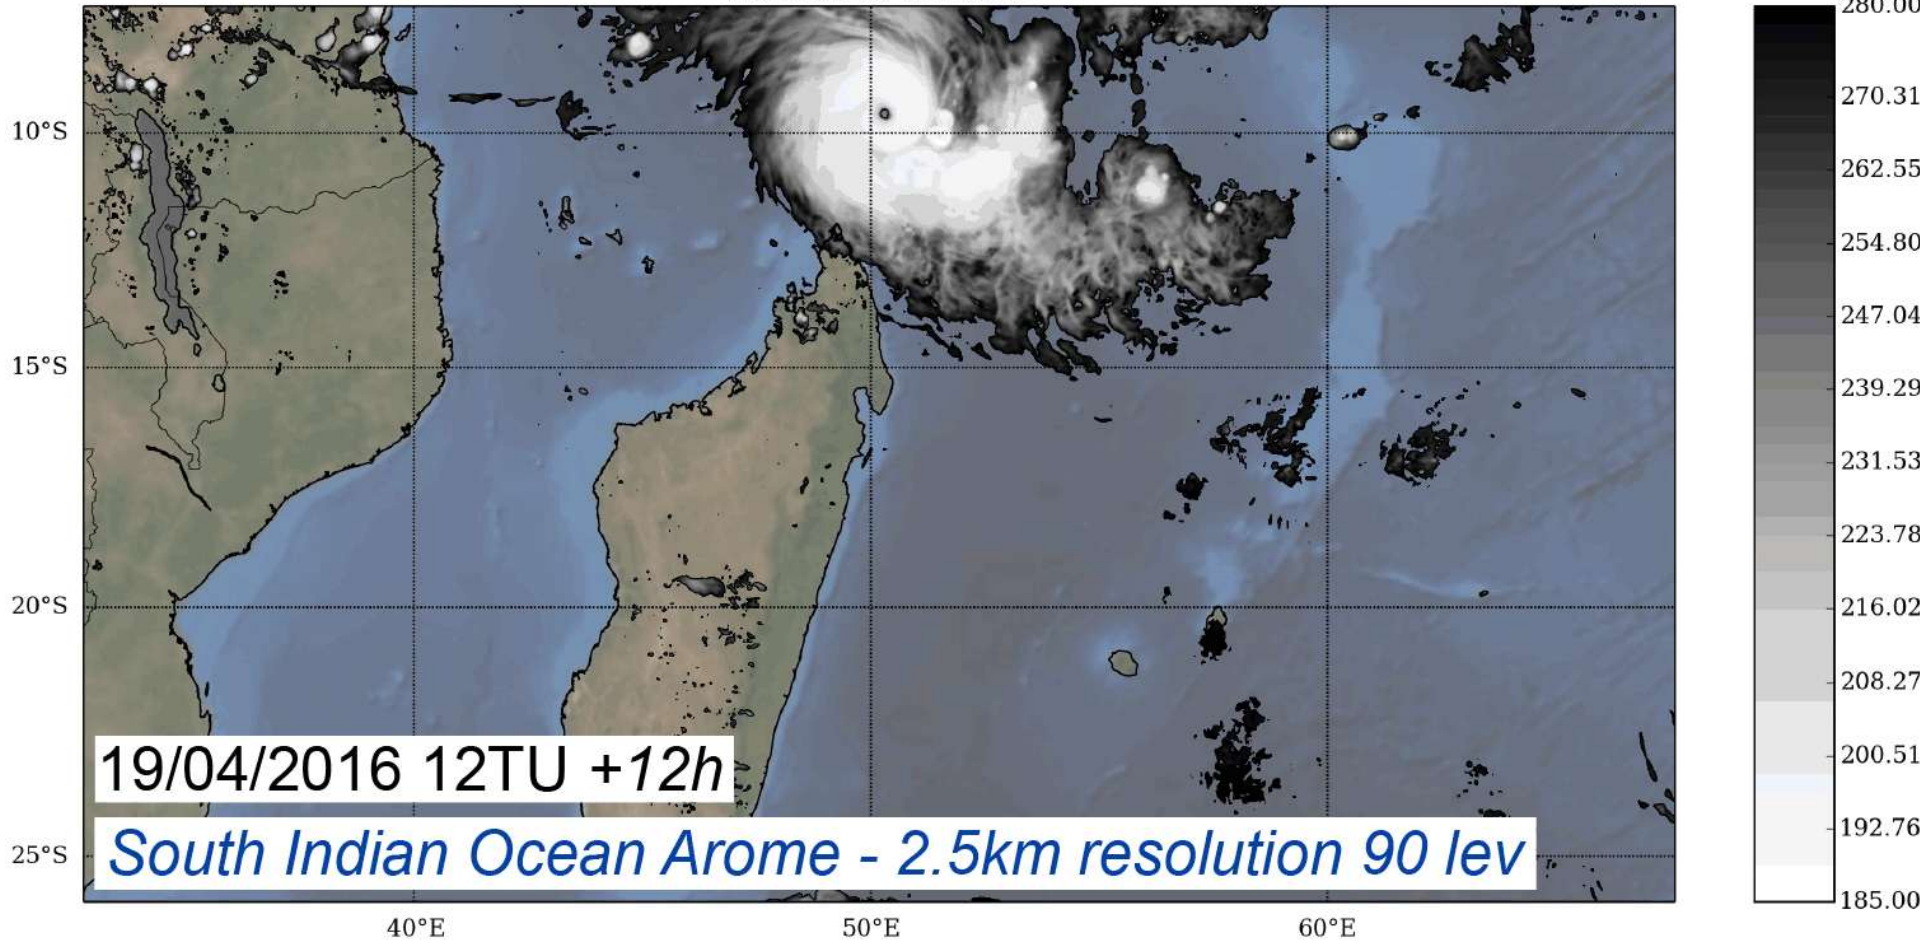 280.00
270.31
262.55
254.80
247.04
239.29
231.53
223.78
216.02
208.27
200.51
192.76
185.00
10°S
15°S
20°S
25°S
19/04/2016 12TU +12h
South Indian Ocean Arome - 2.5km resolution 90 lev
40°E 50°E 60°E